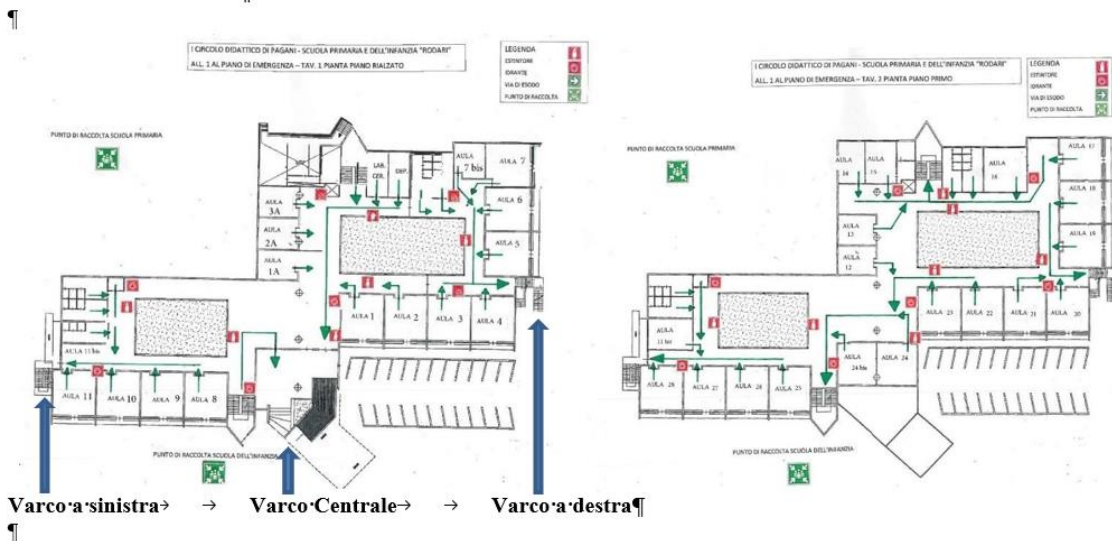 ¶
I CIRCOLO DIDATTICO DI PAGANI - SCUOLA PRIMARIA E DELL'INFANZIA "RODARI"
ALL. 1 AL PIANO DI EMERGENZA – TAV. 1 PIANTA PIANO RIALZATO
LEGENDA
ESTINTORE
IDRANTE
VIA DI ESODO
PUNTO DI RACCOLTA
PUNTO DI RACCOLTA SCUOLA PRIMARIA
LAB. CER.
DEP.
AULA 7 bis
AULA 7
AULA 3A
AULA 6
AULA 2A
AULA 5
AULA 1A
AULA 1
AULA 2
AULA 3
AULA 4
AULA 11 bis
AULA 11
AULA 10
AULA 9
AULA 8
PUNTO DI RACCOLTA SCUOLA DELL'INFANZIA
I CIRCOLO DIDATTICO DI PAGANI - SCUOLA PRIMARIA E DELL'INFANZIA "RODARI"
ALL. 1 AL PIANO DI EMERGENZA – TAV. 2 PIANTA PIANO PRIMO
LEGENDA
ESTINTORE
IDRANTE
VIA DI ESODO
PUNTO DI RACCOLTA
PUNTO DI RACCOLTA SCUOLA PRIMARIA
AULA 14
AULA 15
AULA 16
AULA 17
AULA 18
AULA 13
AULA 19
AULA 12
AULA 23
AULA 22
AULA 21
AULA 20
AULA 11 bis
AULA 24 bis
AULA 24
AULA 28
AULA 27
AULA 26
AULA 25
PUNTO DI RACCOLTA SCUOLA DELL'INFANZIA
Varco·a·sinistra→ → Varco·Centrale→ → Varco·a·destra¶
¶